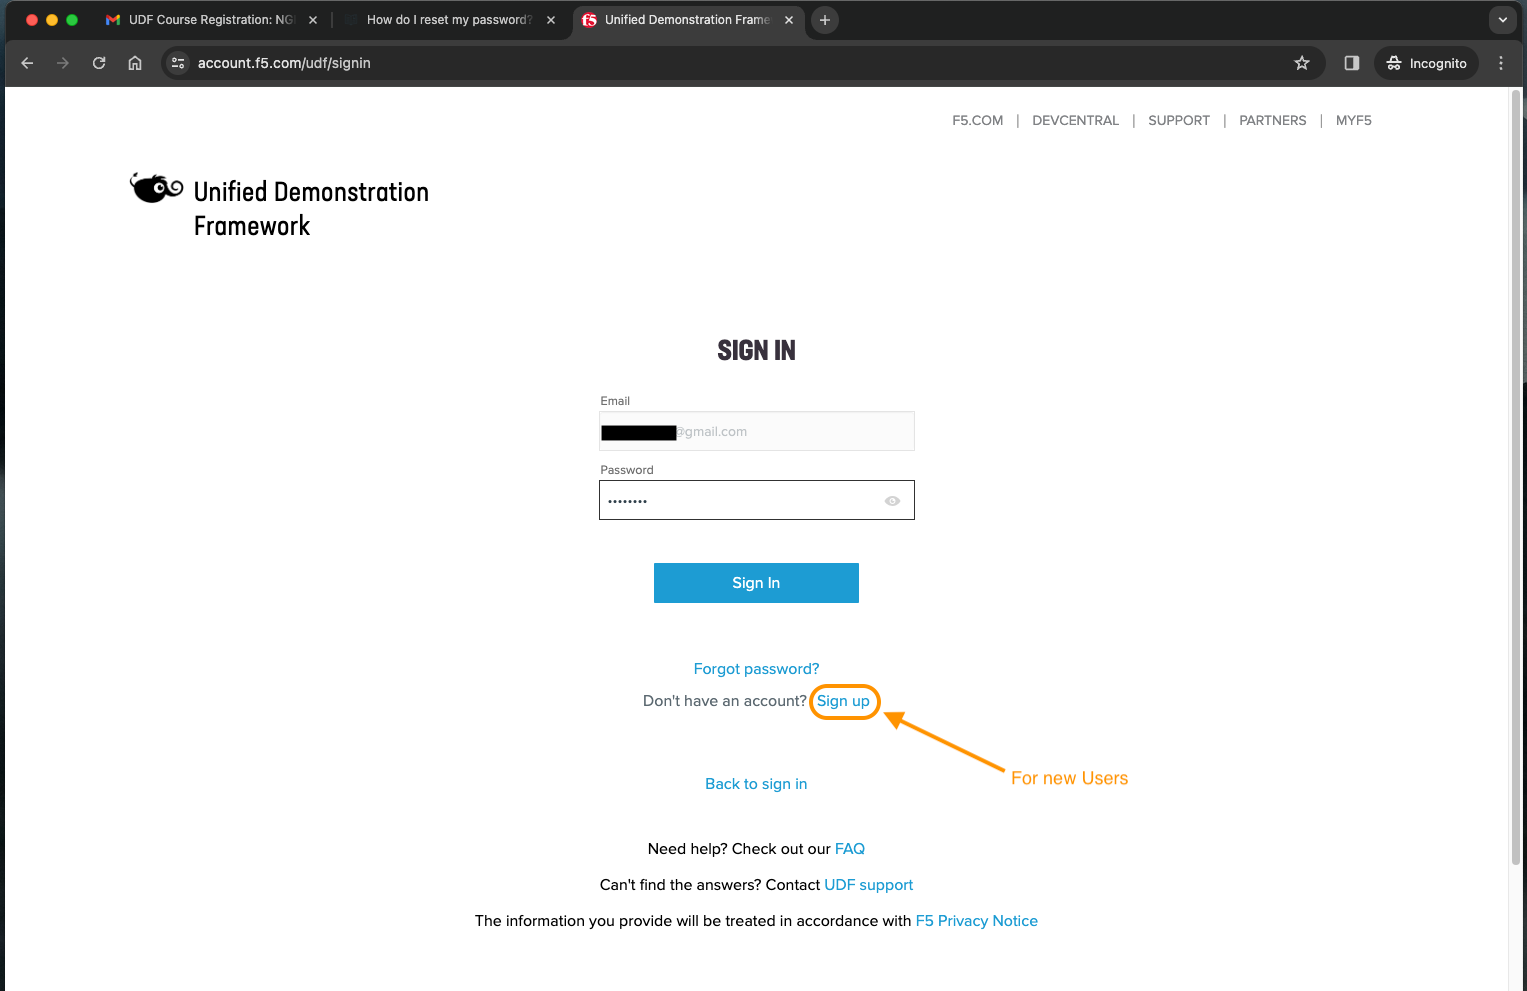 UDF Course Registration: NGI
How do I reset my password?
Unified Demonstration Frame
account.f5.com/udf/signin
Incognito
F5.COM | DEVCENTRAL | SUPPORT | PARTNERS | MYF5
Unified Demonstration
Framework
SIGN IN
Email
@gmail.com
Password
••••••••
Sign In
Forgot password?
Don't have an account? Sign up
For new Users
Back to sign in
Need help? Check out our FAQ
Can't find the answers? Contact UDF support
The information you provide will be treated in accordance with F5 Privacy Notice